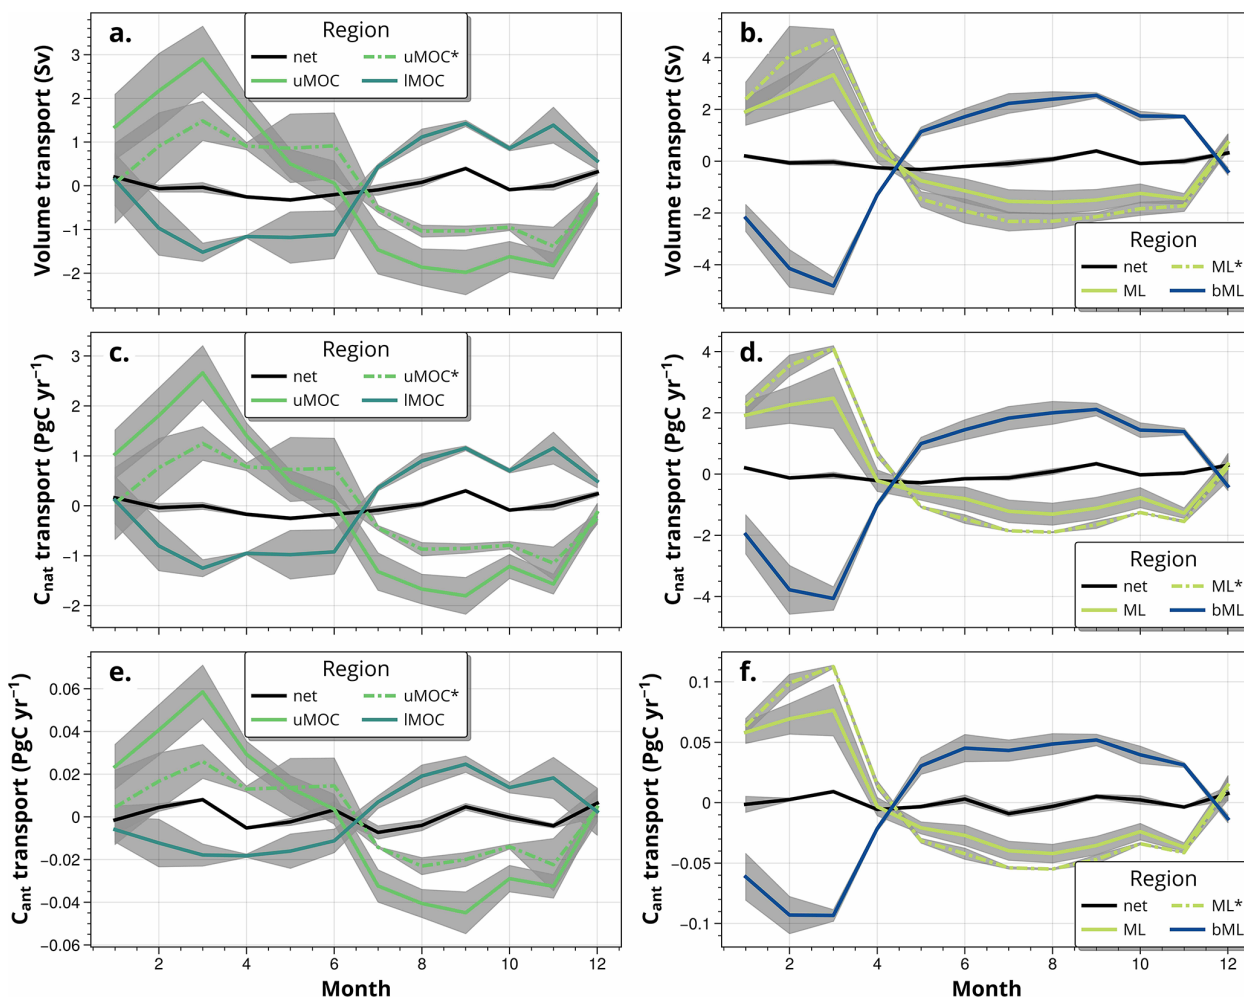 a.
Region
net
uMOC*
uMOC
lMOC
Volume transport (Sv)
3
2
1
0
−1
−2
b.
Volume transport (Sv)
4
2
0
−2
−4
Region
net
ML*
ML
bML
c.
Region
net
uMOC*
uMOC
lMOC
Cnat transport (PgC yr−1)
3
2
1
0
−1
−2
d.
Cnat transport (PgC yr−1)
4
2
0
−2
−4
Region
net
ML*
ML
bML
e.
Region
net
uMOC*
uMOC
lMOC
Cant transport (PgC yr−1)
0.06
0.04
0.02
0
−0.02
−0.04
−0.06
2 4 6 8 10 12
Month
f.
Cant transport (PgC yr−1)
0.1
0.05
0
−0.05
−0.1
Region
net
ML*
ML
bML
2 4 6 8 10 12
Month